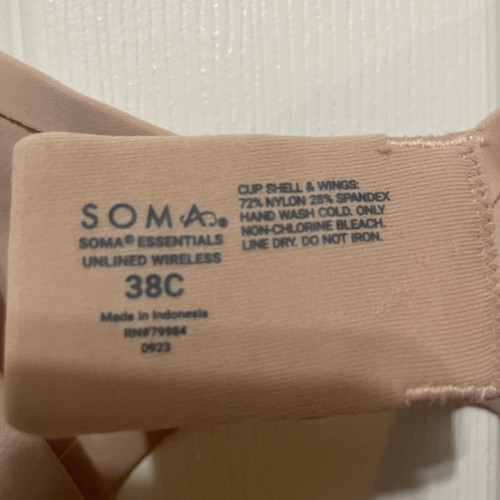 SOMA®
SOMA® ESSENTIALS
UNLINED WIRELESS
38C
Made in Indonesia
RN#79984
0923
CUP SHELL & WINGS:
72% NYLON 28% SPANDEX
HAND WASH COLD. ONLY
NON-CHLORINE BLEACH.
LINE DRY. DO NOT IRON.